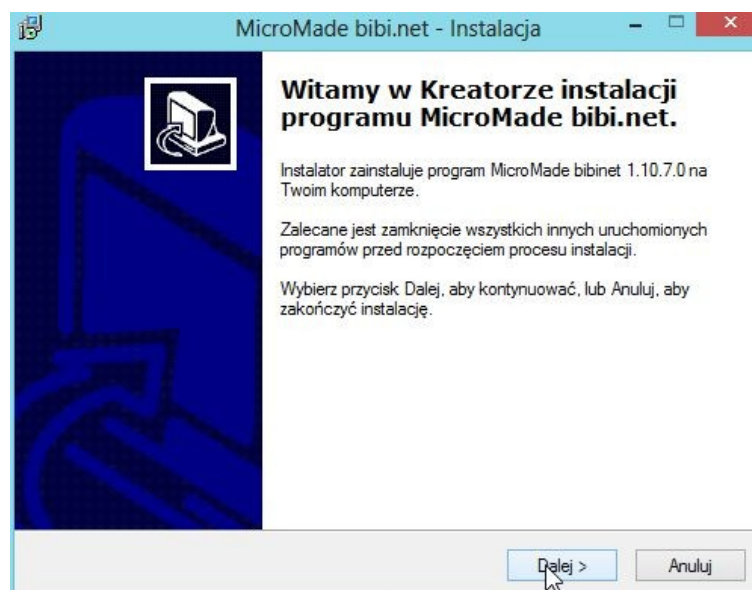 MicroMade bibi.net - Instalacja
Witamy w Kreatorze instalacji
programu MicroMade bibi.net.
Instalator zainstaluje program MicroMade bibinet 1.10.7.0 na
Twoim komputerze.
Zalecane jest zamknięcie wszystkich innych uruchomionych
programów przed rozpoczęciem procesu instalacji.
Wybierz przycisk Dalej, aby kontynuować, lub Anuluj, aby
zakończyć instalację.
Dalej >
Anuluj